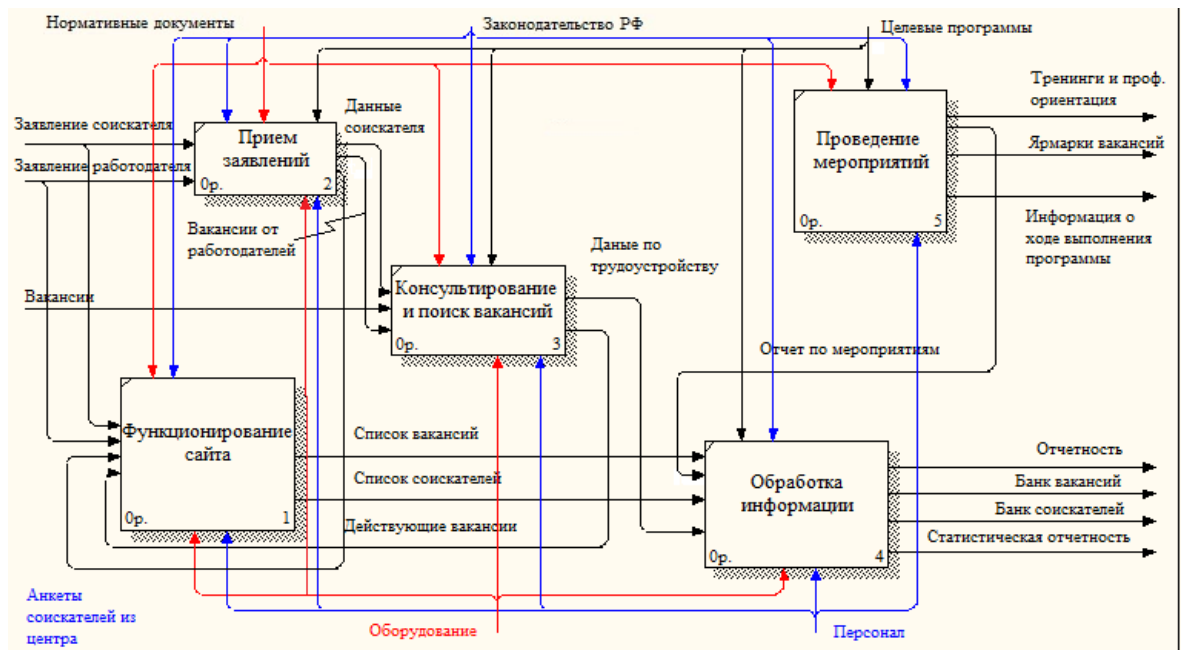 Нормативные документы
Законодательство РФ
Целевые программы
Тренинги и проф.
ориентация
Данные
соискателя
Заявление соискателя
Прием
заявлений
0р.
2
Проведение
мероприятий
0р.
5
Ярмарки вакансий
Заявление работодателя
Вакансии от
работодателей
Даные по
трудоустройству
Информация о
ходе выполнения
программы
Вакансии
Консультирование
и поиск вакансий
0р.
3
Отчет по мероприятиям
Функционирование
сайта
0р.
1
Список вакансий
Список соискателей
Действующие вакансии
Обработка
информации
0р.
4
Отчетность
Банк вакансий
Банк соискателей
Статистическая отчетность
Анкеты
соискателей из
центра
Оборудование
Персонал